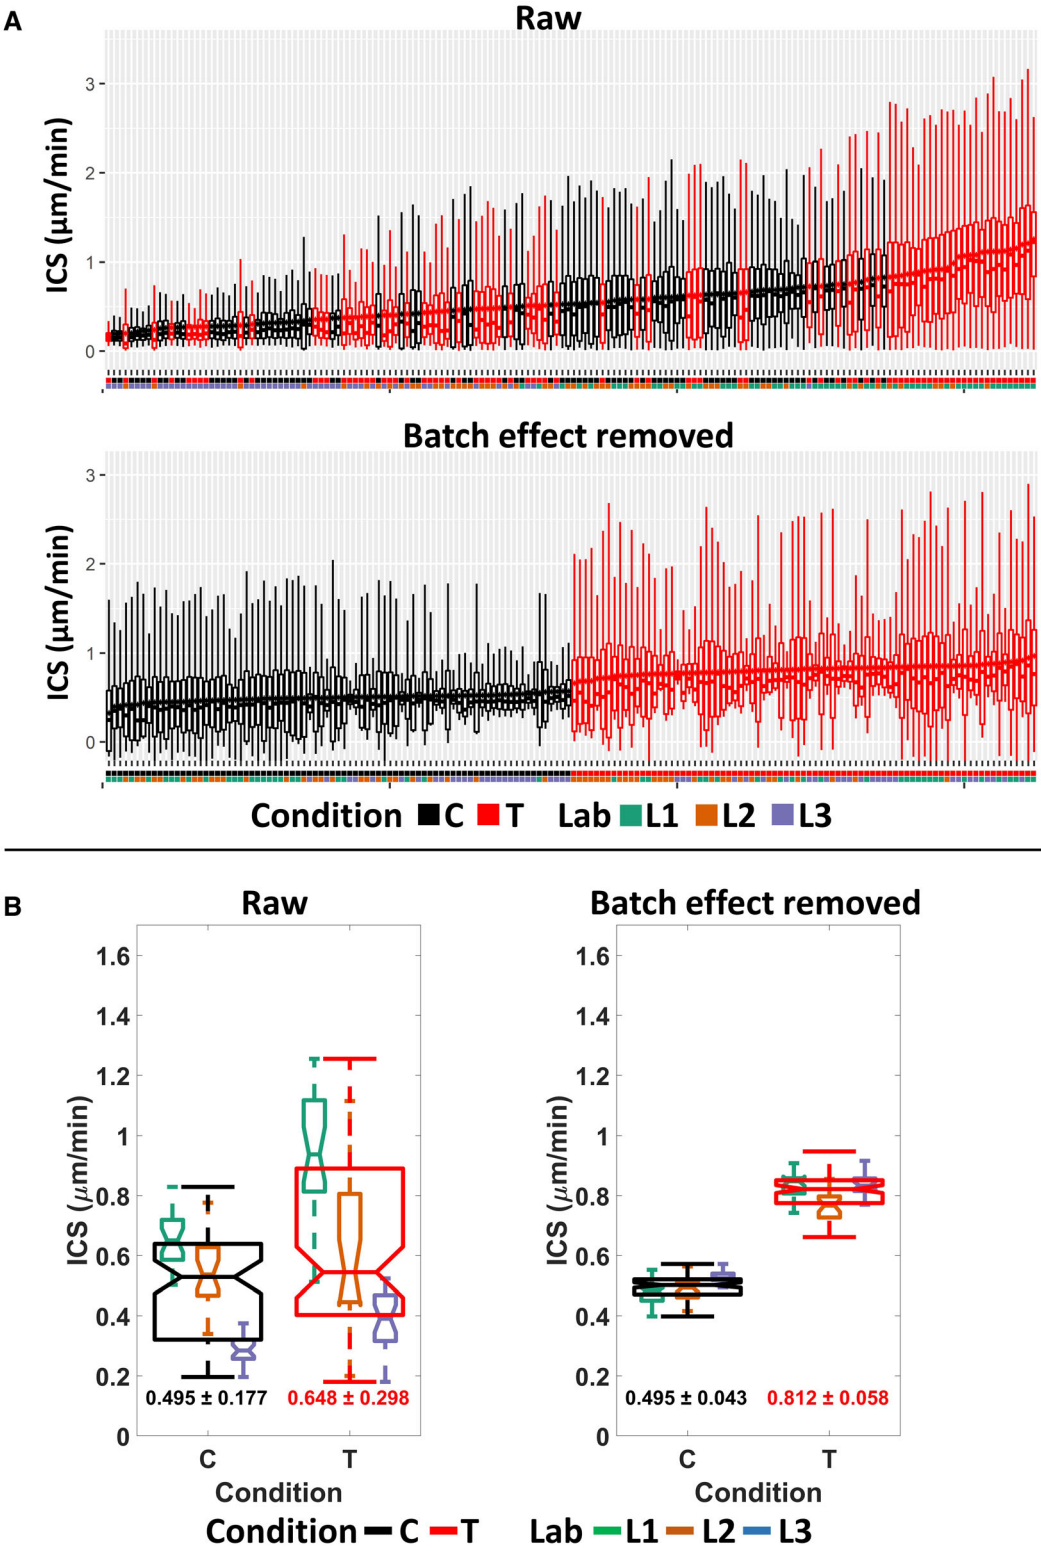 A
Raw
ICS (μm/min)
3
2
1
0
Batch effect removed
ICS (μm/min)
3
2
1
0
Condition C T Lab L1 L2 L3
B
Raw
ICS (μm/min)
1.6
1.4
1.2
1
0.8
0.6
0.4
0.2
0
0.495 ± 0.177
0.648 ± 0.298
C
T
Condition
Batch effect removed
ICS (μm/min)
1.6
1.4
1.2
1
0.8
0.6
0.4
0.2
0
0.495 ± 0.043
0.812 ± 0.058
C
T
Condition
Condition C T Lab L1 L2 L3